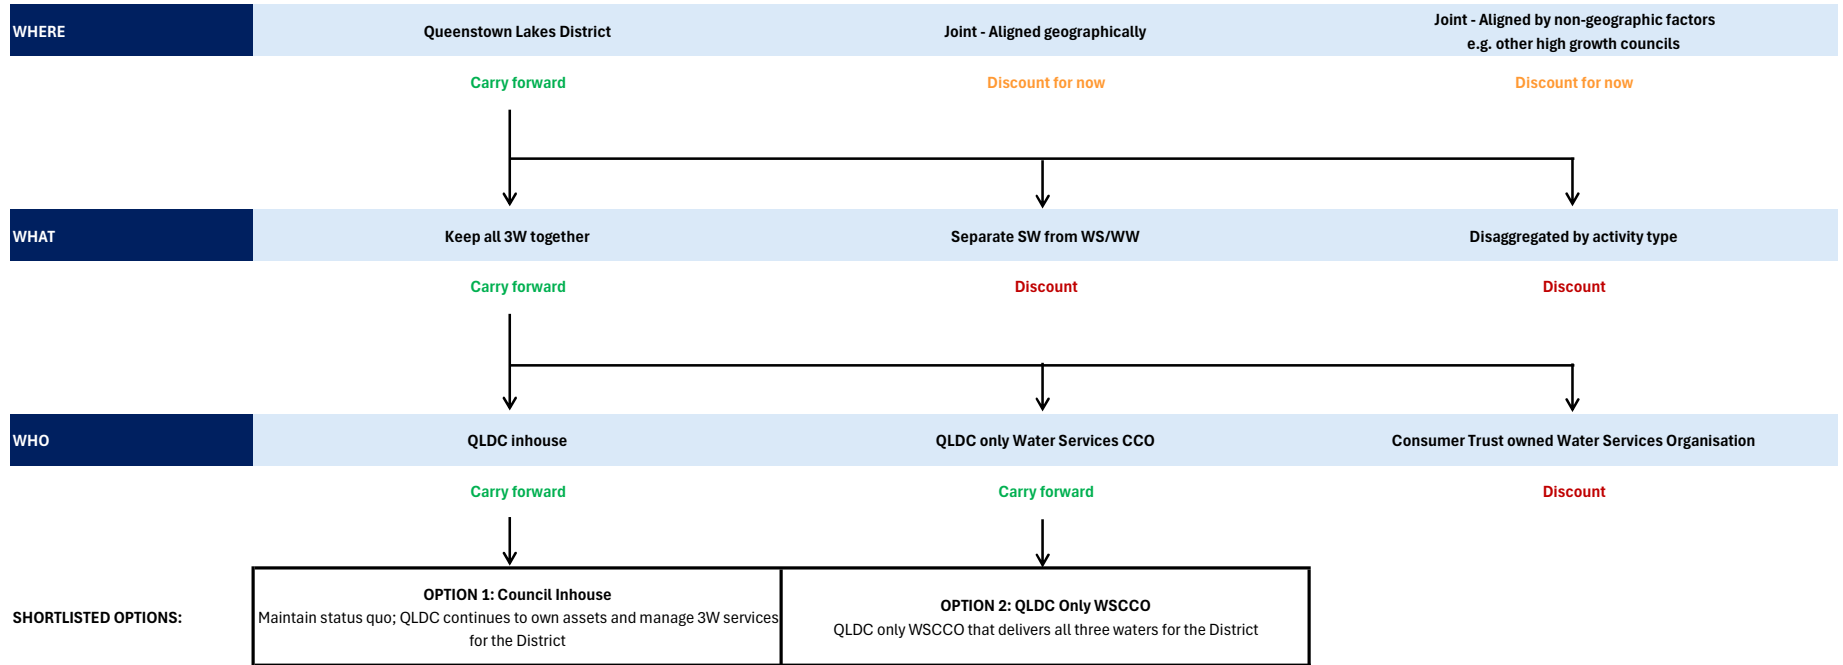 WHERE
Queenstown Lakes District
Joint - Aligned geographically
Joint - Aligned by non-geographic factors
e.g. other high growth councils
Carry forward
Discount for now
Discount for now
WHAT
Keep all 3W together
Separate SW from WS/WW
Disaggregated by activity type
Carry forward
Discount
Discount
WHO
QLDC inhouse
QLDC only Water Services CCO
Consumer Trust owned Water Services Organisation
Carry forward
Carry forward
Discount
SHORTLISTED OPTIONS:
OPTION 1: Council Inhouse
Maintain status quo; QLDC continues to own assets and manage 3W services
for the District
OPTION 2: QLDC Only WSCCO
QLDC only WSCCO that delivers all three waters for the District